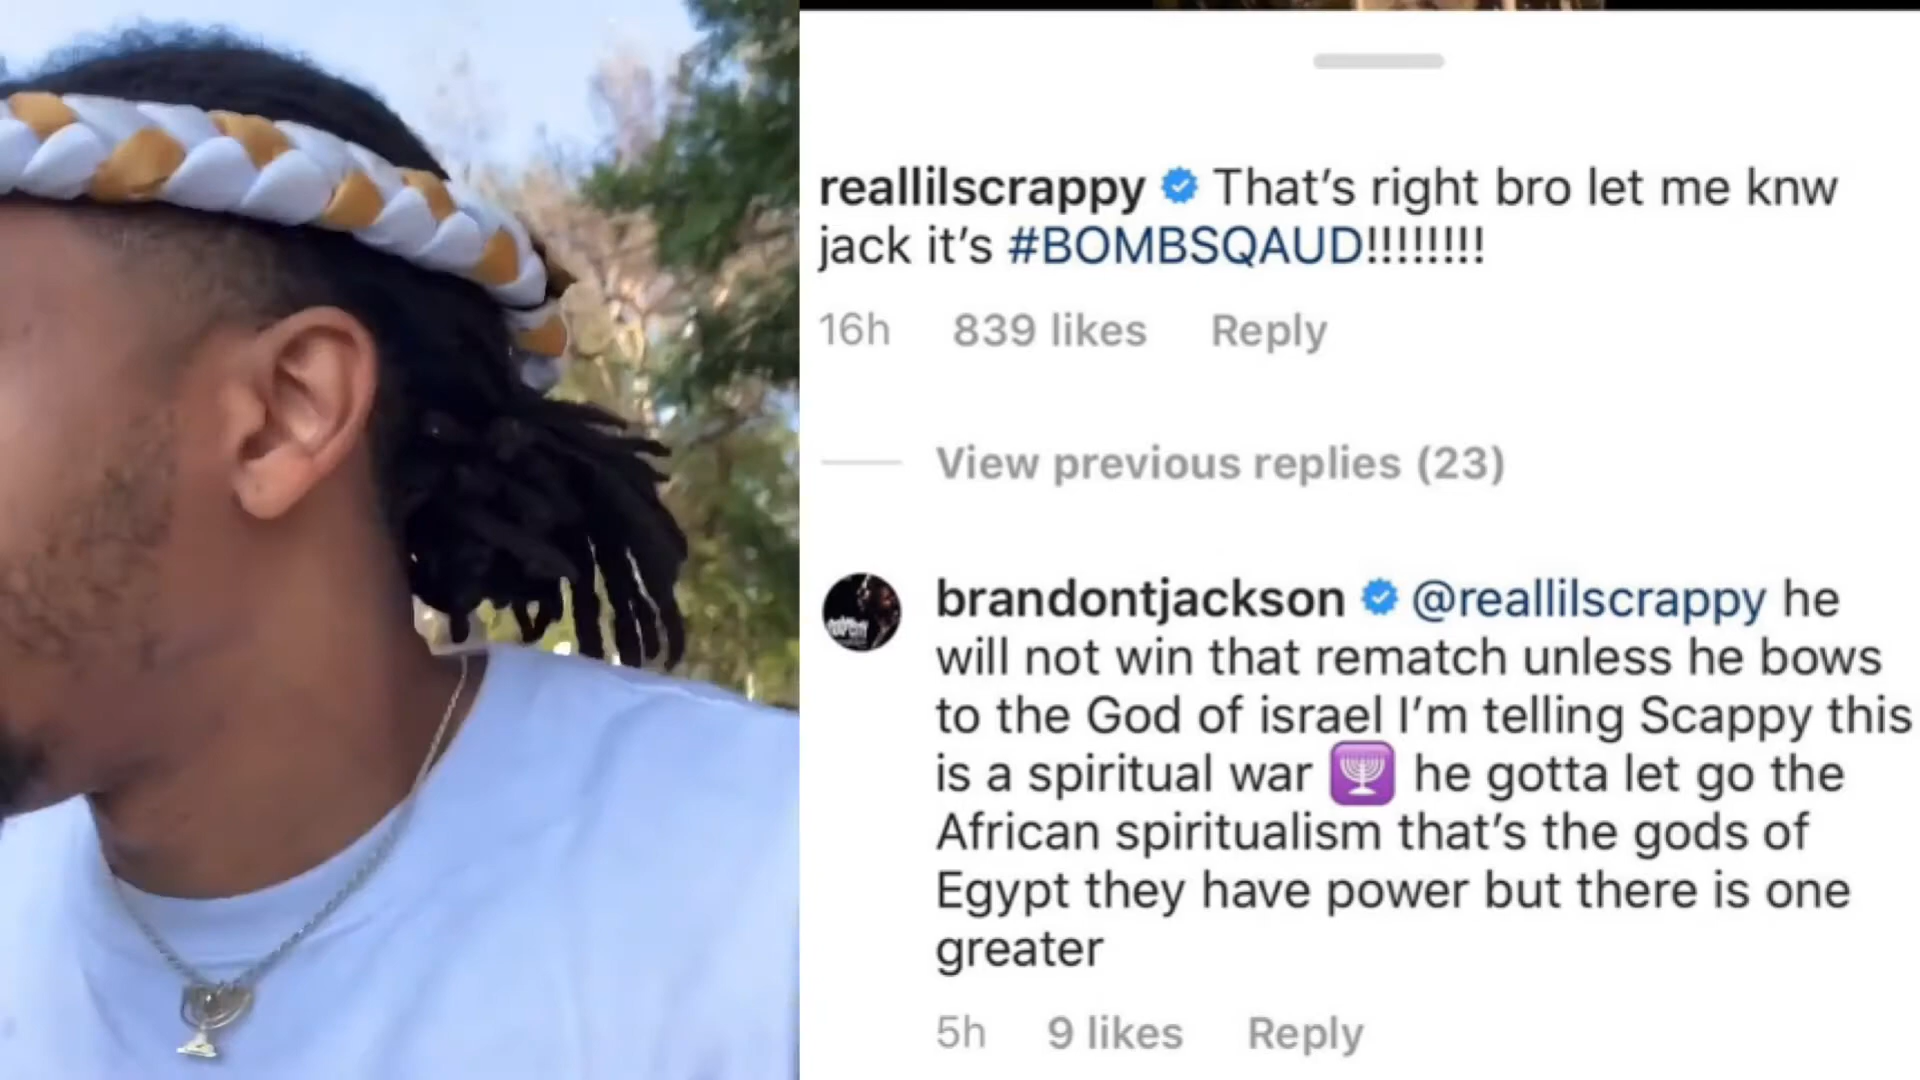 reallilscrappy That's right bro let me knw
jack it's #BOMBSQAUD!!!!!!!!
16h 839 likes Reply
View previous replies (23)
brandontjackson @reallilscrappy he
will not win that rematch unless he bows
to the God of israel I'm telling Scappy this
is a spiritual war 🕎 he gotta let go the
African spiritualism that's the gods of
Egypt they have power but there is one
greater
5h 9 likes Reply